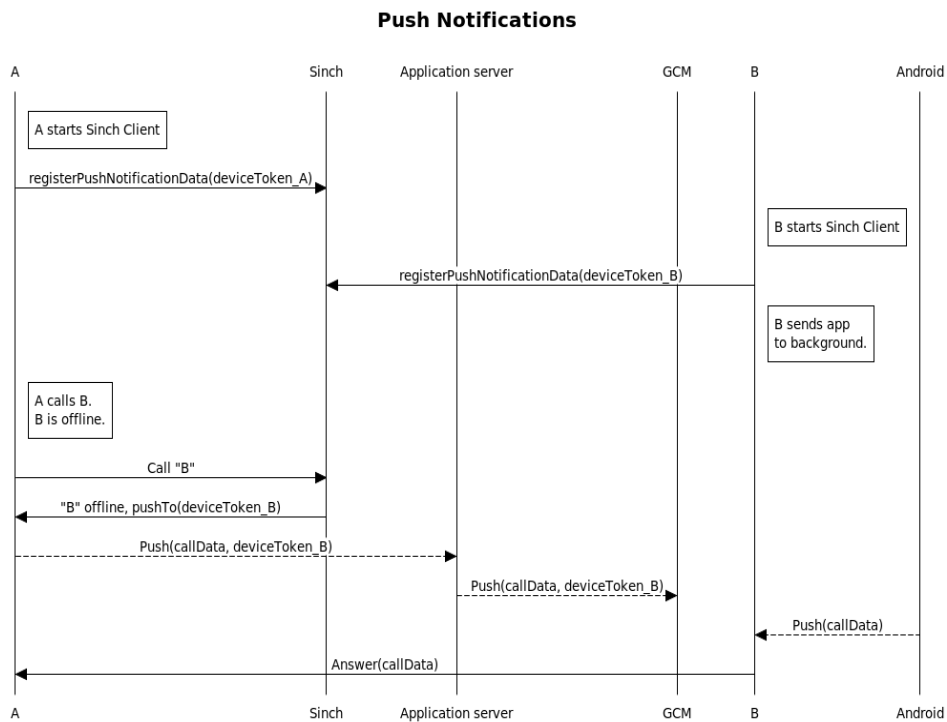 Push Notifications
A Sinch Application server GCM B Android
A starts Sinch Client
registerPushNotificationData(deviceToken_A)
B starts Sinch Client
registerPushNotificationData(deviceToken_B)
B sends app
to background.
A calls B.
B is offline.
Call "B"
"B" offline, pushTo(deviceToken_B)
Push(callData, deviceToken_B)
Push(callData, deviceToken_B)
Push(callData)
Answer(callData)
A Sinch Application server GCM B Android